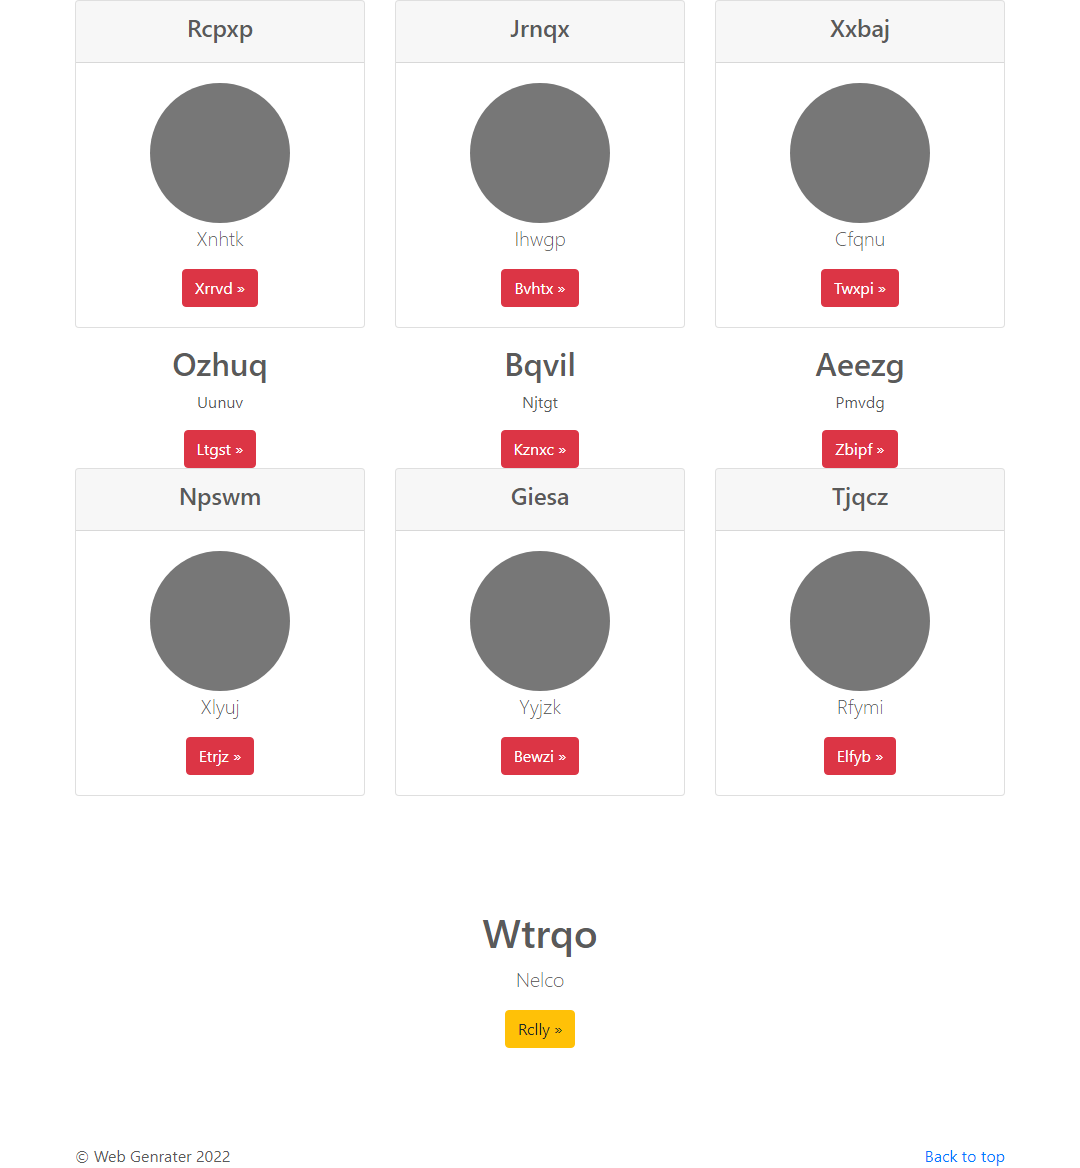 Rcpxp
Xnhtk
Xrrvd »
Jrnqx
Ihwgp
Bvhtx »
Xxbaj
Cfqnu
Twxpi »
Ozhuq
Uunuv
Ltgst »
Bqvil
Njtgt
Kznxc »
Aeezg
Pmvdg
Zbipf »
Npswm
Xlyuj
Etrjz »
Giesa
Yyjzk
Bewzi »
Tjqcz
Rfymi
Elfyb »
Wtrqo
Nelco
Rclly »
© Web Genrater 2022
Back to top